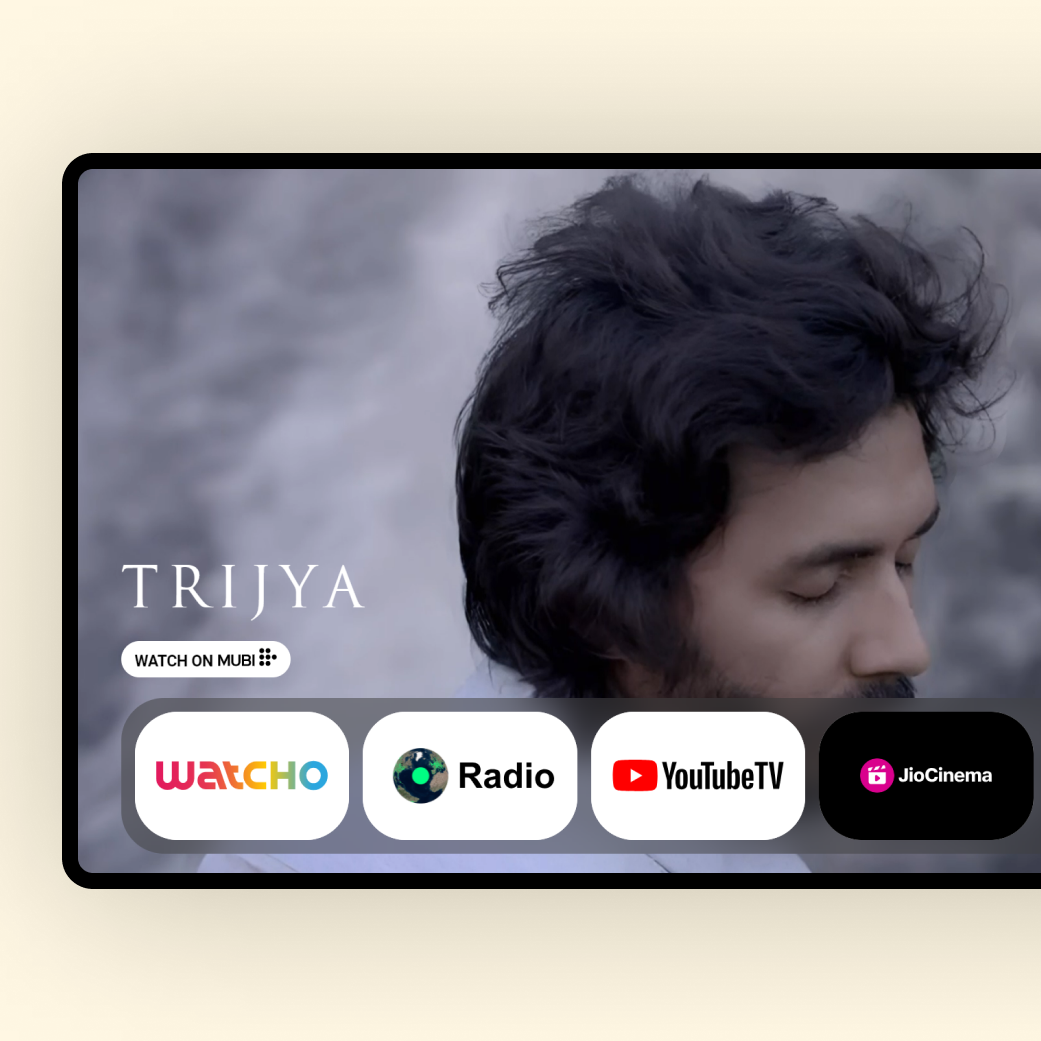 TRIJYA
WATCH ON MUBI
watCHO
Radio
YouTubeTV
JioCinema